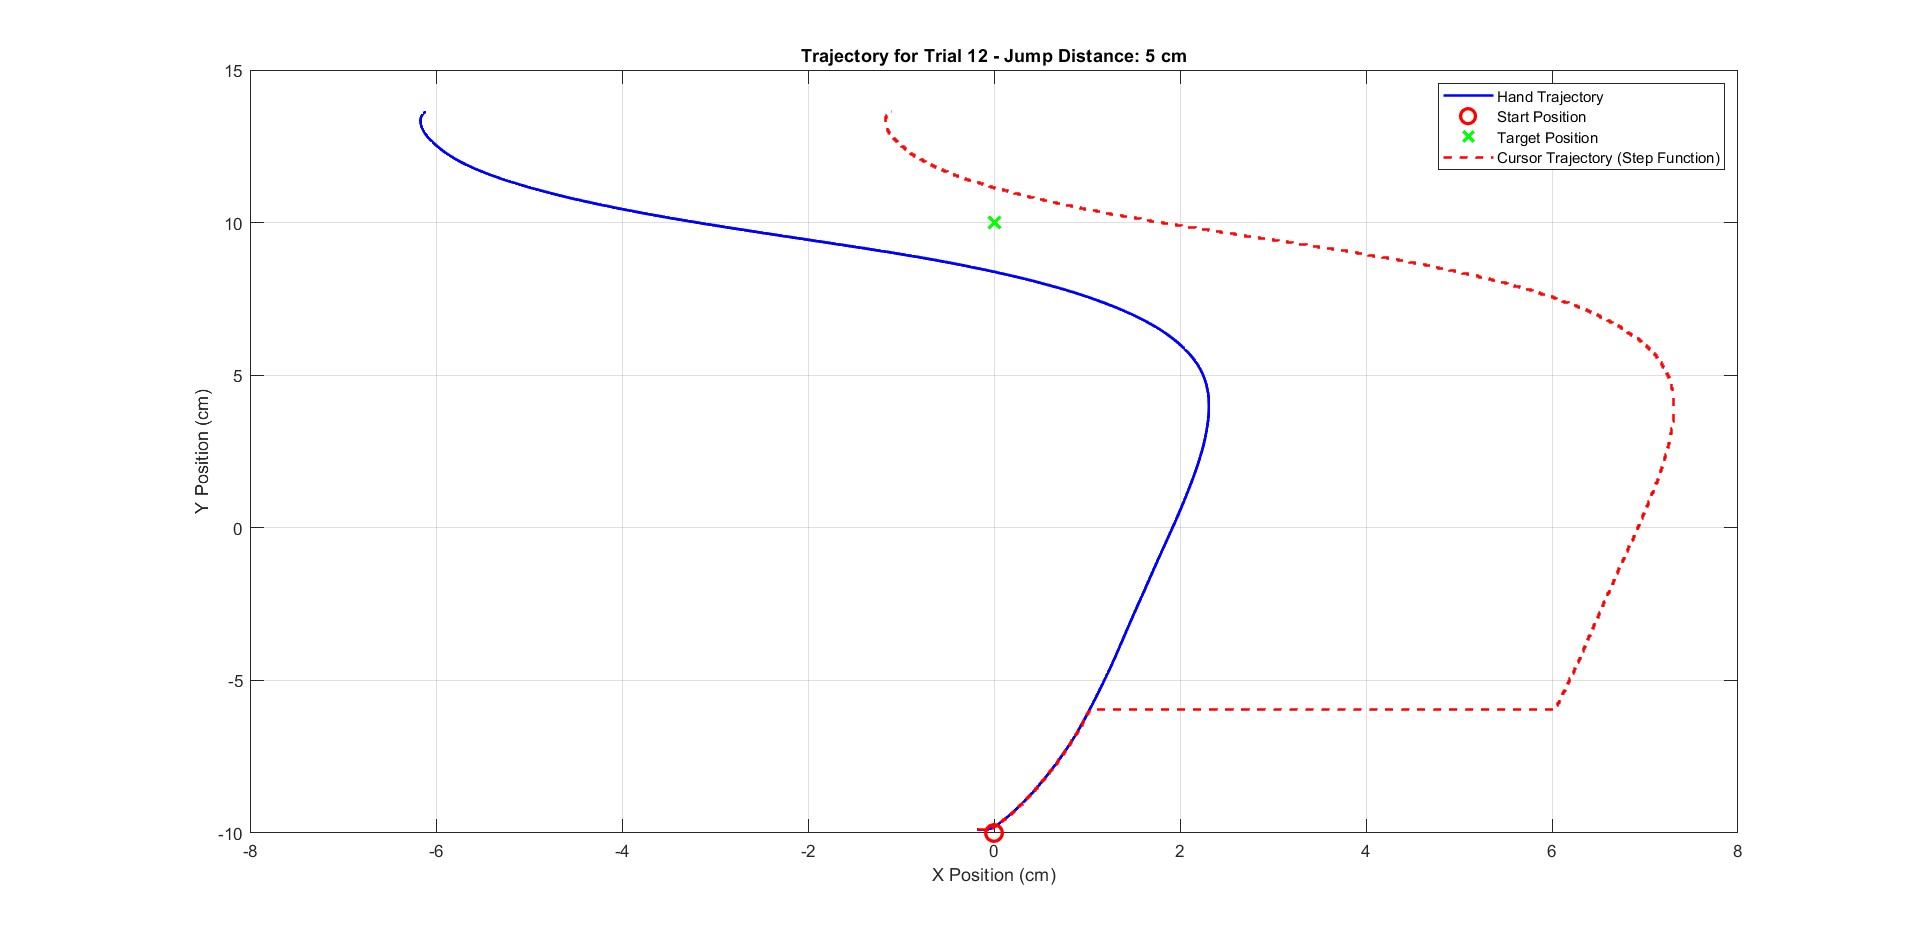 Trajectory for Trial 12 - Jump Distance: 5 cm
Hand Trajectory
Start Position
Target Position
Cursor Trajectory (Step Function)
15
10
5
0
-5
-10
Y Position (cm)
-8
-6
-4
-2
0
2
4
6
8
X Position (cm)